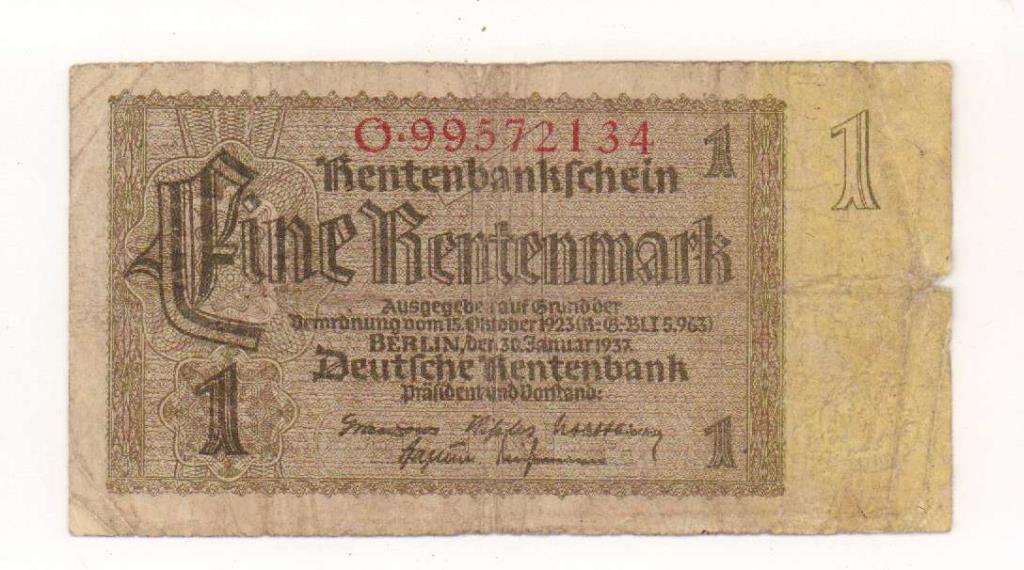 O·99572134
1
Rentenbankschein
1
Eine Rentenmark
Ausgegeben auf Grund der
Verordnung vom 15. Oktober 1923 (R.-G.-Bl. I S. 963)
BERLIN, den 30. Januar 1937.
Deutsche Rentenbank
Präsident und Vorstand:
1
1